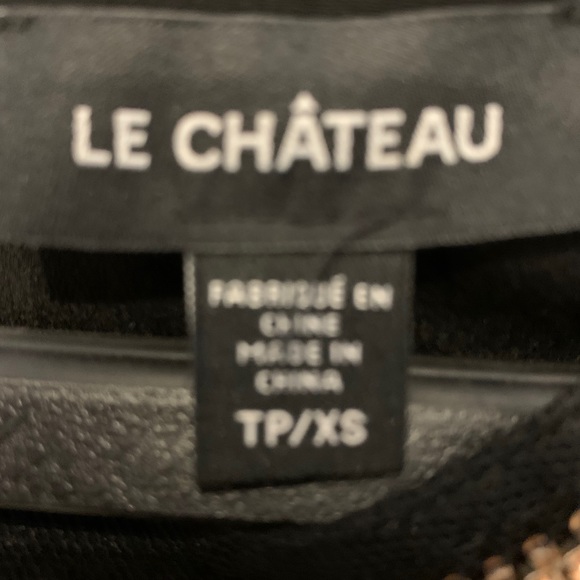 LE CHÂTEAU
FABRIQUÉ EN
CHINE
MADE IN
CHINA
TP/XS